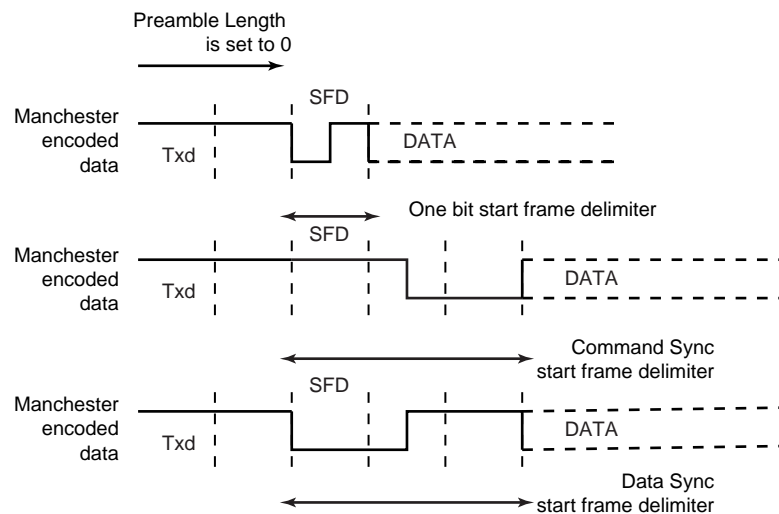 Preamble Length
is set to 0
SFD
Manchester
encoded
data
Txd
DATA
One bit start frame delimiter
SFD
Manchester
encoded
data
Txd
DATA
Command Sync
start frame delimiter
SFD
Manchester
encoded
data
Txd
DATA
Data Sync
start frame delimiter